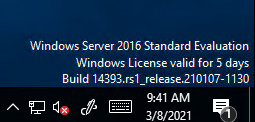 Windows Server 2016 Standard Evaluation
Windows License valid for 5 days
Build 14393.rs1_release.210107-1130
9:41 AM
3/8/2021
1